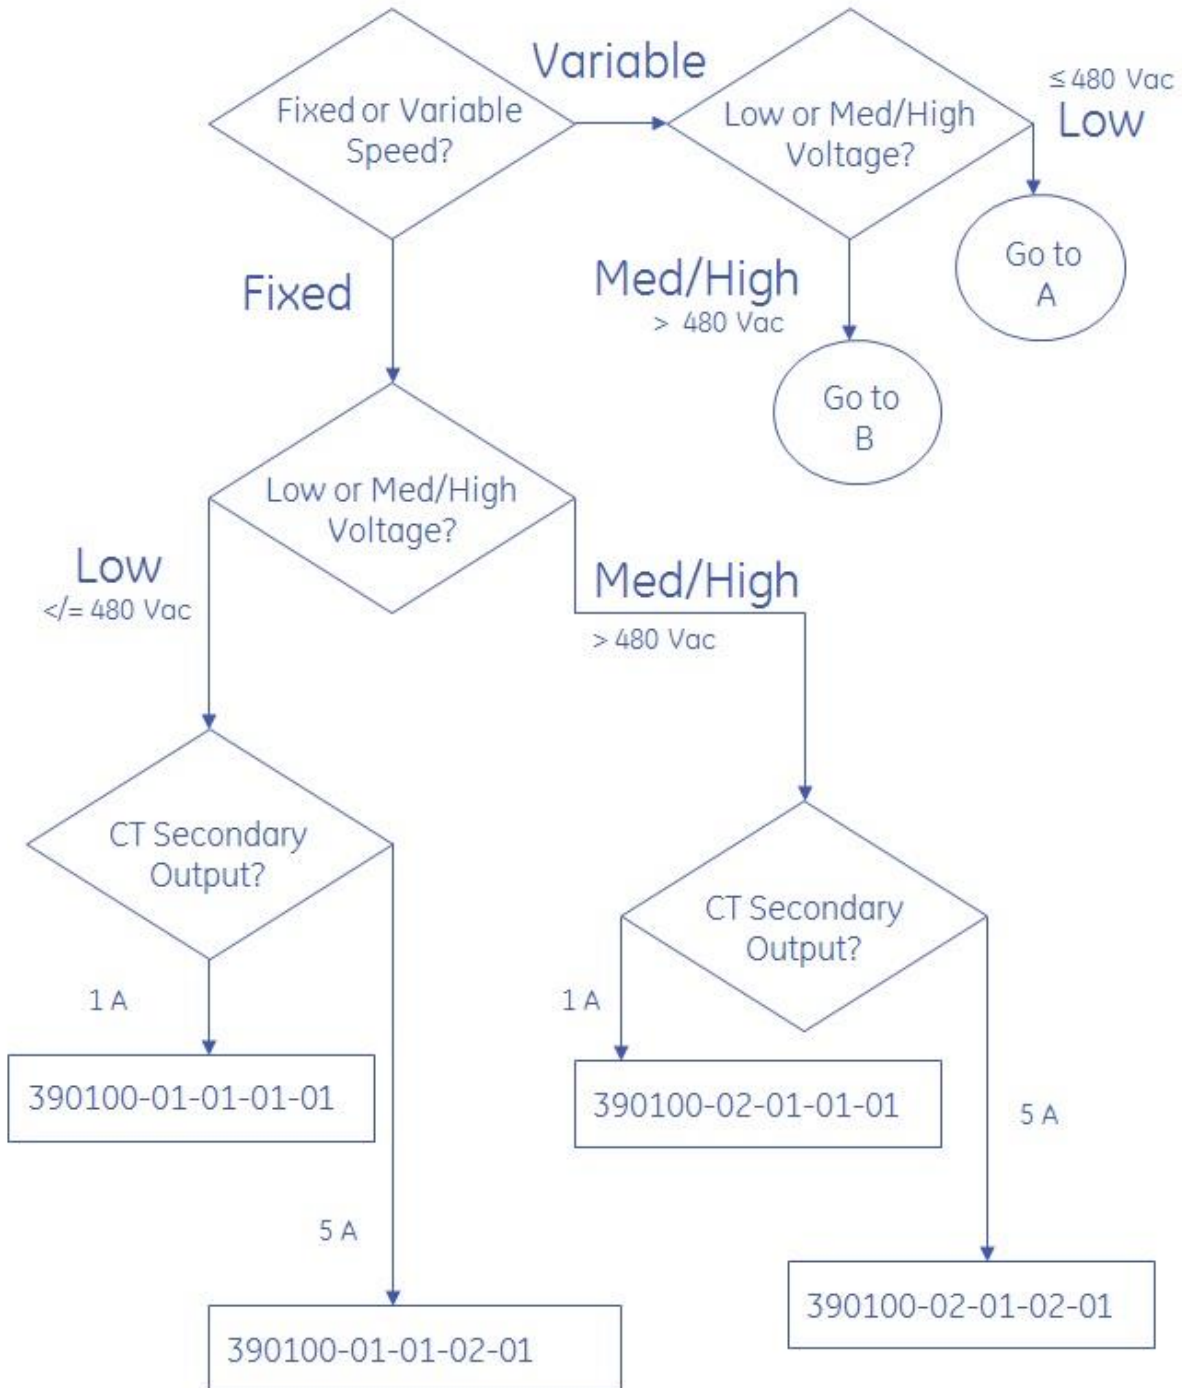 Variable
≤ 480 Vac
Low
Fixed or Variable
Speed?
Low or Med/High
Voltage?
Go to
A
Med/High
> 480 Vac
Fixed
Go to
B
Low or Med/High
Voltage?
Low
</= 480 Vac
Med/High
> 480 Vac
CT Secondary
Output?
CT Secondary
Output?
1 A
1 A
390100-01-01-01-01
390100-02-01-01-01
5 A
5 A
390100-02-01-02-01
390100-01-01-02-01